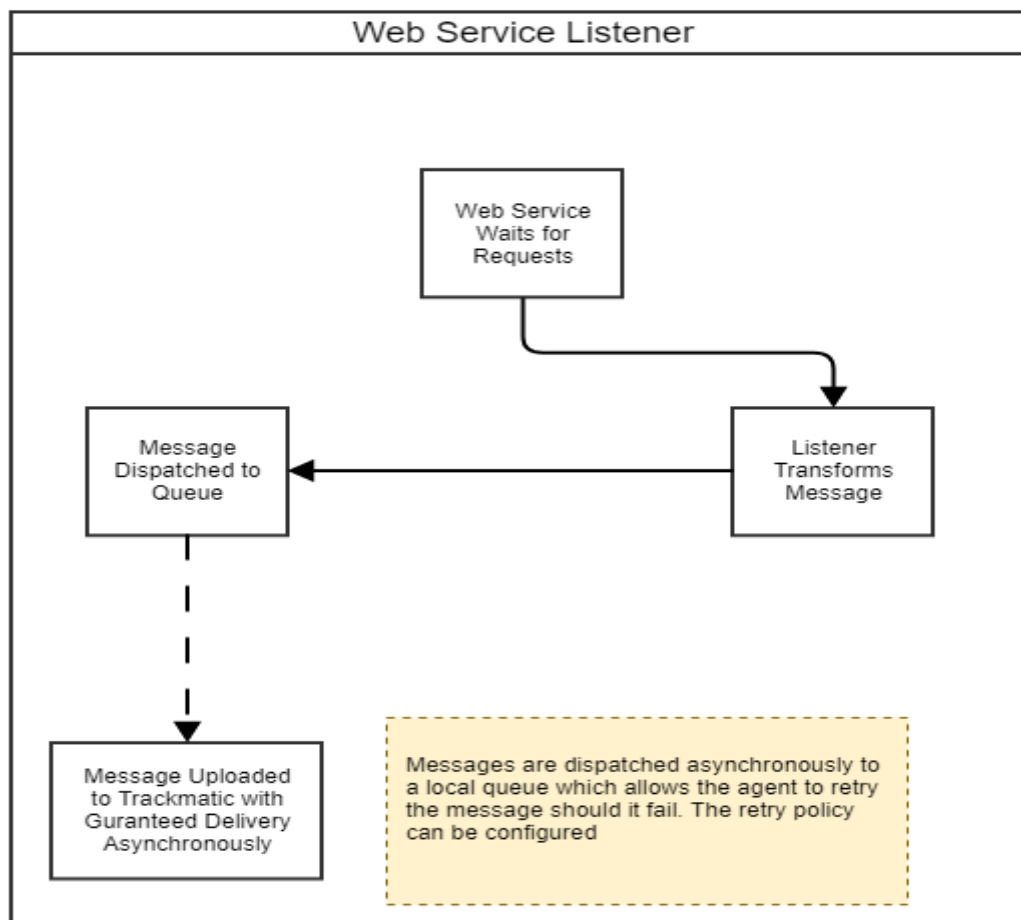 Web Service Listener
Web Service
Waits for
Requests
Message
Dispatched to
Queue
Listener
Transforms
Message
Message Uploaded
to Trackmatic with
Guranteed Delivery
Asynchronously
Messages are dispatched asynchronously to
a local queue which allows the agent to retry
the message should it fail. The retry policy
can be configured